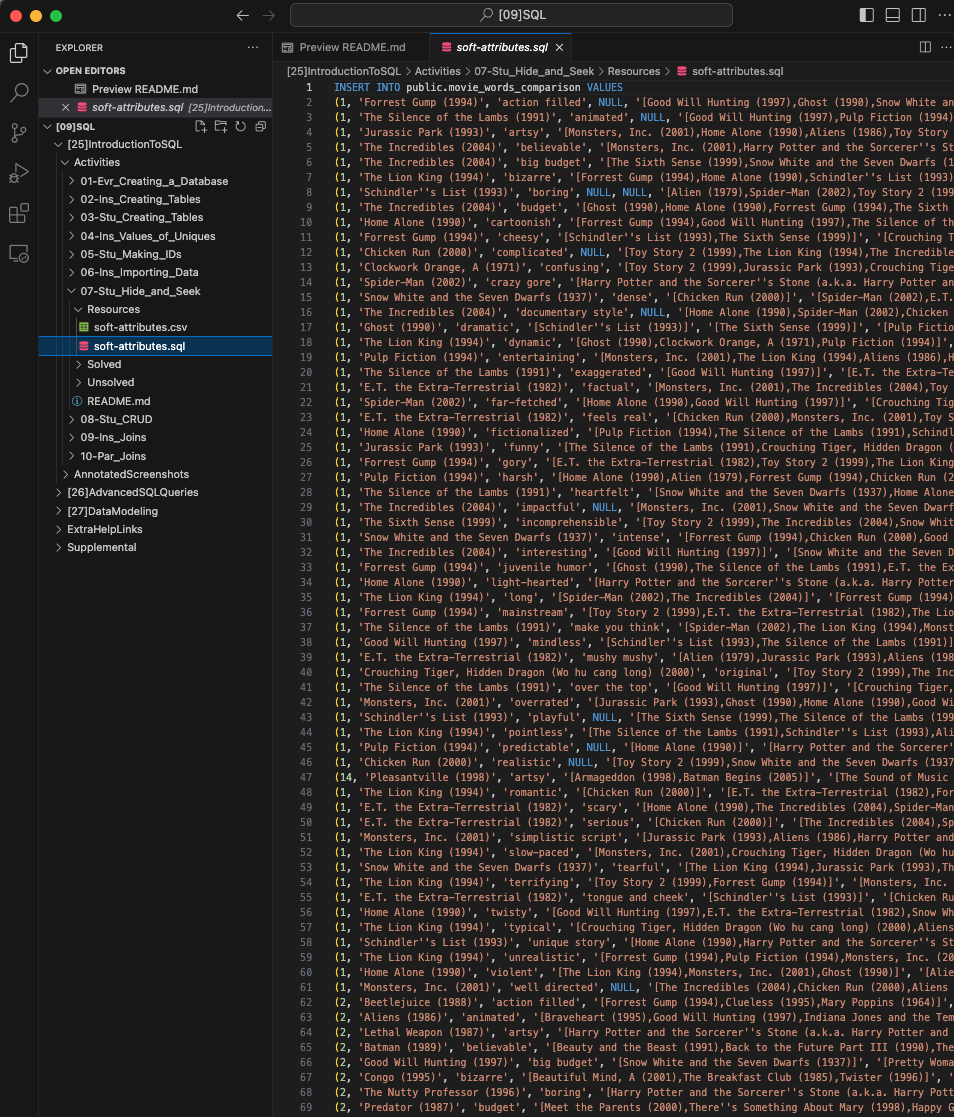 [09]SQL
EXPLORER
OPEN EDITORS
Preview README.md
soft-attributes.sql [25]Introduction...
[09]SQL
[25]IntroductionToSQL
Activities
01-Evr_Creating_a_Database
02-Ins_Creating_Tables
03-Stu_Creating_Tables
04-Ins_Values_of_Uniques
05-Stu_Making_IDs
06-Ins_Importing_Data
07-Stu_Hide_and_Seek
Resources
soft-attributes.csv
soft-attributes.sql
Solved
Unsolved
README.md
08-Stu_CRUD
09-Ins_Joins
10-Par_Joins
AnnotatedScreenshots
[26]AdvancedSQLQueries
[27]DataModeling
ExtraHelpLinks
Supplemental
Preview README.md
soft-attributes.sql
[25]IntroductionToSQL > Activities > 07-Stu_Hide_and_Seek > Resources > soft-attributes.sql
1 INSERT INTO public.movie_words_comparison VALUES
2 (1, 'Forrest Gump (1994)', 'action filled', NULL, '[Good Will Hunting (1997),Ghost (1990),Snow White an
3 (1, 'The Silence of the Lambs (1991)', 'animated', NULL, '[Good Will Hunting (1997),Pulp Fiction (1994)
4 (1, 'Jurassic Park (1993)', 'artsy', '[Monsters, Inc. (2001),Home Alone (1990),Aliens (1986),Toy Story
5 (1, 'The Incredibles (2004)', 'believable', '[Monsters, Inc. (2001),Harry Potter and the Sorcerer''s St
6 (1, 'The Incredibles (2004)', 'big budget', '[The Sixth Sense (1999),Snow White and the Seven Dwarfs (1
7 (1, 'The Lion King (1994)', 'bizarre', '[Forrest Gump (1994),Home Alone (1990),Schindler''s List (1993)
8 (1, 'Schindler''s List (1993)', 'boring', NULL, NULL, '[Alien (1979),Spider-Man (2002),Toy Story 2 (199
9 (1, 'The Incredibles (2004)', 'budget', '[Ghost (1990),Home Alone (1990),Forrest Gump (1994),The Sixth
10 (1, 'Home Alone (1990)', 'cartoonish', '[Forrest Gump (1994),Good Will Hunting (1997),The Silence of th
11 (1, 'Forrest Gump (1994)', 'cheesy', '[Schindler''s List (1993),The Sixth Sense (1999)]', '[Crouching T
12 (1, 'Chicken Run (2000)', 'complicated', NULL, '[Toy Story 2 (1999),The Lion King (1994),The Incredible
13 (1, 'Clockwork Orange, A (1971)', 'confusing', '[Toy Story 2 (1999),Jurassic Park (1993),Crouching Tige
14 (1, 'Spider-Man (2002)', 'crazy gore', '[Harry Potter and the Sorcerer''s Stone (a.k.a. Harry Potter an
15 (1, 'Snow White and the Seven Dwarfs (1937)', 'dense', '[Chicken Run (2000)]', '[Spider-Man (2002),E.T.
16 (1, 'The Incredibles (2004)', 'documentary style', NULL, '[Home Alone (1990),Spider-Man (2002),Chicken
17 (1, 'Ghost (1990)', 'dramatic', '[Schindler''s List (1993)]', '[The Sixth Sense (1999)]', '[Pulp Fictio
18 (1, 'The Lion King (1994)', 'dynamic', '[Ghost (1990),Clockwork Orange, A (1971),Pulp Fiction (1994)]',
19 (1, 'Pulp Fiction (1994)', 'entertaining', '[Monsters, Inc. (2001),The Lion King (1994),Aliens (1986),H
20 (1, 'The Silence of the Lambs (1991)', 'exaggerated', '[Good Will Hunting (1997)]', '[E.T. the Extra-Te
21 (1, 'E.T. the Extra-Terrestrial (1982)', 'factual', '[Monsters, Inc. (2001),The Incredibles (2004),Toy
22 (1, 'Spider-Man (2002)', 'far-fetched', '[Home Alone (1990),Good Will Hunting (1997)]', '[Crouching Tig
23 (1, 'E.T. the Extra-Terrestrial (1982)', 'feels real', '[Chicken Run (2000),Monsters, Inc. (2001),Toy S
24 (1, 'Home Alone (1990)', 'fictionalized', '[Pulp Fiction (1994),The Silence of the Lambs (1991),Schindl
25 (1, 'Jurassic Park (1993)', 'funny', '[The Silence of the Lambs (1991),Crouching Tiger, Hidden Dragon (
26 (1, 'Forrest Gump (1994)', 'gory', '[E.T. the Extra-Terrestrial (1982),Toy Story 2 (1999),The Lion King
27 (1, 'Pulp Fiction (1994)', 'harsh', '[Home Alone (1990),Alien (1979),Forrest Gump (1994),Chicken Run (2
28 (1, 'The Silence of the Lambs (1991)', 'heartfelt', '[Snow White and the Seven Dwarfs (1937),Home Alone
29 (1, 'The Incredibles (2004)', 'impactful', NULL, '[Monsters, Inc. (2001),Snow White and the Seven Dwarf
30 (1, 'The Sixth Sense (1999)', 'incomprehensible', '[Toy Story 2 (1999),The Incredibles (2004),Snow Whit
31 (1, 'Snow White and the Seven Dwarfs (1937)', 'intense', '[Forrest Gump (1994),Chicken Run (2000),Good
32 (1, 'The Incredibles (2004)', 'interesting', '[Good Will Hunting (1997)]', '[Snow White and the Seven D
33 (1, 'Forrest Gump (1994)', 'juvenile humor', '[Ghost (1990),The Silence of the Lambs (1991),E.T. the Ex
34 (1, 'Home Alone (1990)', 'light-hearted', '[Harry Potter and the Sorcerer''s Stone (a.k.a. Harry Potter
35 (1, 'The Lion King (1994)', 'long', '[Spider-Man (2002),The Incredibles (2004)]', '[Forrest Gump (1994)
36 (1, 'Forrest Gump (1994)', 'mainstream', '[Toy Story 2 (1999),E.T. the Extra-Terrestrial (1982),The Lio
37 (1, 'The Silence of the Lambs (1991)', 'make you think', '[Spider-Man (2002),The Lion King (1994),Monst
38 (1, 'Good Will Hunting (1997)', 'mindless', '[Schindler''s List (1993),The Silence of the Lambs (1991)]
39 (1, 'E.T. the Extra-Terrestrial (1982)', 'mushy mushy', '[Alien (1979),Jurassic Park (1993),Aliens (198
40 (1, 'Crouching Tiger, Hidden Dragon (Wo hu cang long) (2000)', 'original', '[Toy Story 2 (1999),The Inc
41 (1, 'The Silence of the Lambs (1991)', 'over the top', '[Good Will Hunting (1997)]', '[Crouching Tiger,
42 (1, 'Monsters, Inc. (2001)', 'overrated', '[Jurassic Park (1993),Ghost (1990),Home Alone (1990),Good Wi
43 (1, 'Schindler''s List (1993)', 'playful', NULL, '[The Sixth Sense (1999),The Silence of the Lambs (199
44 (1, 'The Lion King (1994)', 'pointless', '[The Silence of the Lambs (1991),Schindler''s List (1993),Ali
45 (1, 'Pulp Fiction (1994)', 'predictable', NULL, '[Home Alone (1990)]', '[Harry Potter and the Sorcerer'
46 (1, 'Chicken Run (2000)', 'realistic', NULL, '[Toy Story 2 (1999),Snow White and the Seven Dwarfs (1937
47 (14, 'Pleasantville (1998)', 'artsy', '[Armageddon (1998),Batman Begins (2005)]', '[The Sound of Music
48 (1, 'The Lion King (1994)', 'romantic', '[Chicken Run (2000)]', '[E.T. the Extra-Terrestrial (1982),For
49 (1, 'E.T. the Extra-Terrestrial (1982)', 'scary', '[Home Alone (1990),The Incredibles (2004),Spider-Man
50 (1, 'E.T. the Extra-Terrestrial (1982)', 'serious', '[Chicken Run (2000)]', '[The Incredibles (2004),Sp
51 (1, 'Monsters, Inc. (2001)', 'simplistic script', '[Jurassic Park (1993),Aliens (1986),Harry Potter and
52 (1, 'The Lion King (1994)', 'slow-paced', '[Monsters, Inc. (2001),Crouching Tiger, Hidden Dragon (Wo hu
53 (1, 'Snow White and the Seven Dwarfs (1937)', 'tearful', '[The Lion King (1994),Jurassic Park (1993),Th
54 (1, 'The Lion King (1994)', 'terrifying', '[Toy Story 2 (1999),Forrest Gump (1994)]', '[Monsters, Inc.
55 (1, 'E.T. the Extra-Terrestrial (1982)', 'tongue and cheek', '[Schindler''s List (1993)]', '[Chicken Ru
56 (1, 'Home Alone (1990)', 'twisty', '[Good Will Hunting (1997),E.T. the Extra-Terrestrial (1982),Snow Wh
57 (1, 'The Lion King (1994)', 'typical', '[Crouching Tiger, Hidden Dragon (Wo hu cang long) (2000),Aliens
58 (1, 'Schindler''s List (1993)', 'unique story', '[Home Alone (1990),Harry Potter and the Sorcerer''s St
59 (1, 'The Lion King (1994)', 'unrealistic', '[Forrest Gump (1994),Pulp Fiction (1994),Monsters, Inc. (20
60 (1, 'Home Alone (1990)', 'violent', '[The Lion King (1994),Monsters, Inc. (2001),Ghost (1990)]', '[Alie
61 (1, 'Monsters, Inc. (2001)', 'well directed', NULL, '[The Incredibles (2004),Chicken Run (2000),Aliens
62 (2, 'Beetlejuice (1988)', 'action filled', '[Forrest Gump (1994),Clueless (1995),Mary Poppins (1964)]',
63 (2, 'Aliens (1986)', 'animated', '[Braveheart (1995),Good Will Hunting (1997),Indiana Jones and the Tem
64 (2, 'Lethal Weapon (1987)', 'artsy', '[Harry Potter and the Sorcerer''s Stone (a.k.a. Harry Potter and
65 (2, 'Batman (1989)', 'believable', '[Beauty and the Beast (1991),Back to the Future Part III (1990),The
66 (2, 'Good Will Hunting (1997)', 'big budget', '[Snow White and the Seven Dwarfs (1937)]', '[Pretty Woma
67 (2, 'Congo (1995)', 'bizarre', '[Beautiful Mind, A (2001),The Breakfast Club (1985),Twister (1996)]', '
68 (2, 'The Nutty Professor (1996)', 'boring', '[Harry Potter and the Sorcerer''s Stone (a.k.a. Harry Pott
69 (2, 'Predator (1987)', 'budget', '[Meet the Parents (2000),There''s Something About Mary (1998),Happy G